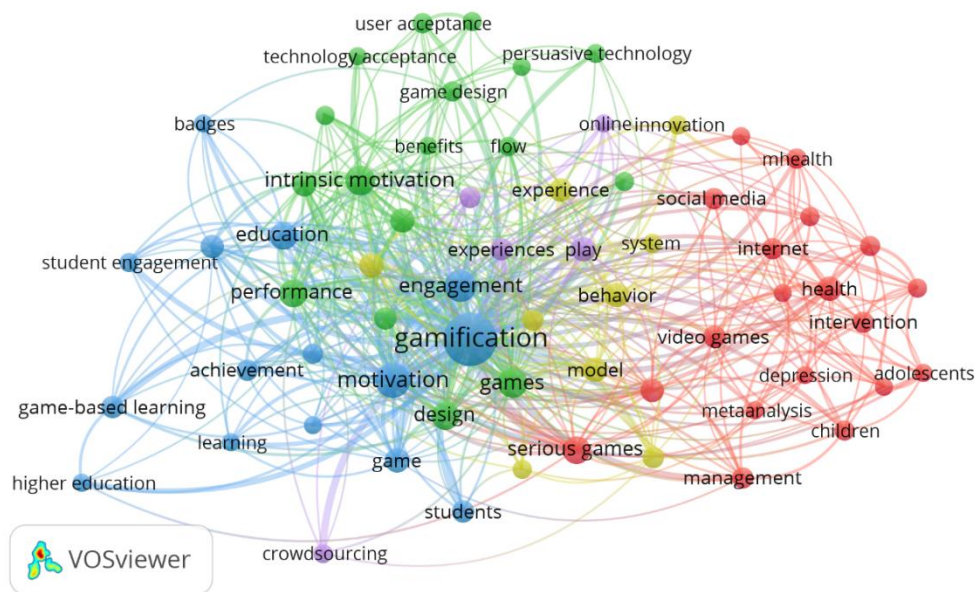 user acceptance
technology acceptance
persuasive technology
game design
badges
online
innovation
benefits
flow
mhealth
intrinsic motivation
experience
social media
education
experiences
play
system
internet
student engagement
performance
engagement
behavior
health
intervention
gamification
video games
achievement
motivation
games
model
depression
adolescents
game-based learning
design
metaanalysis
learning
serious games
children
game
management
higher education
students
crowdsourcing
VOSviewer